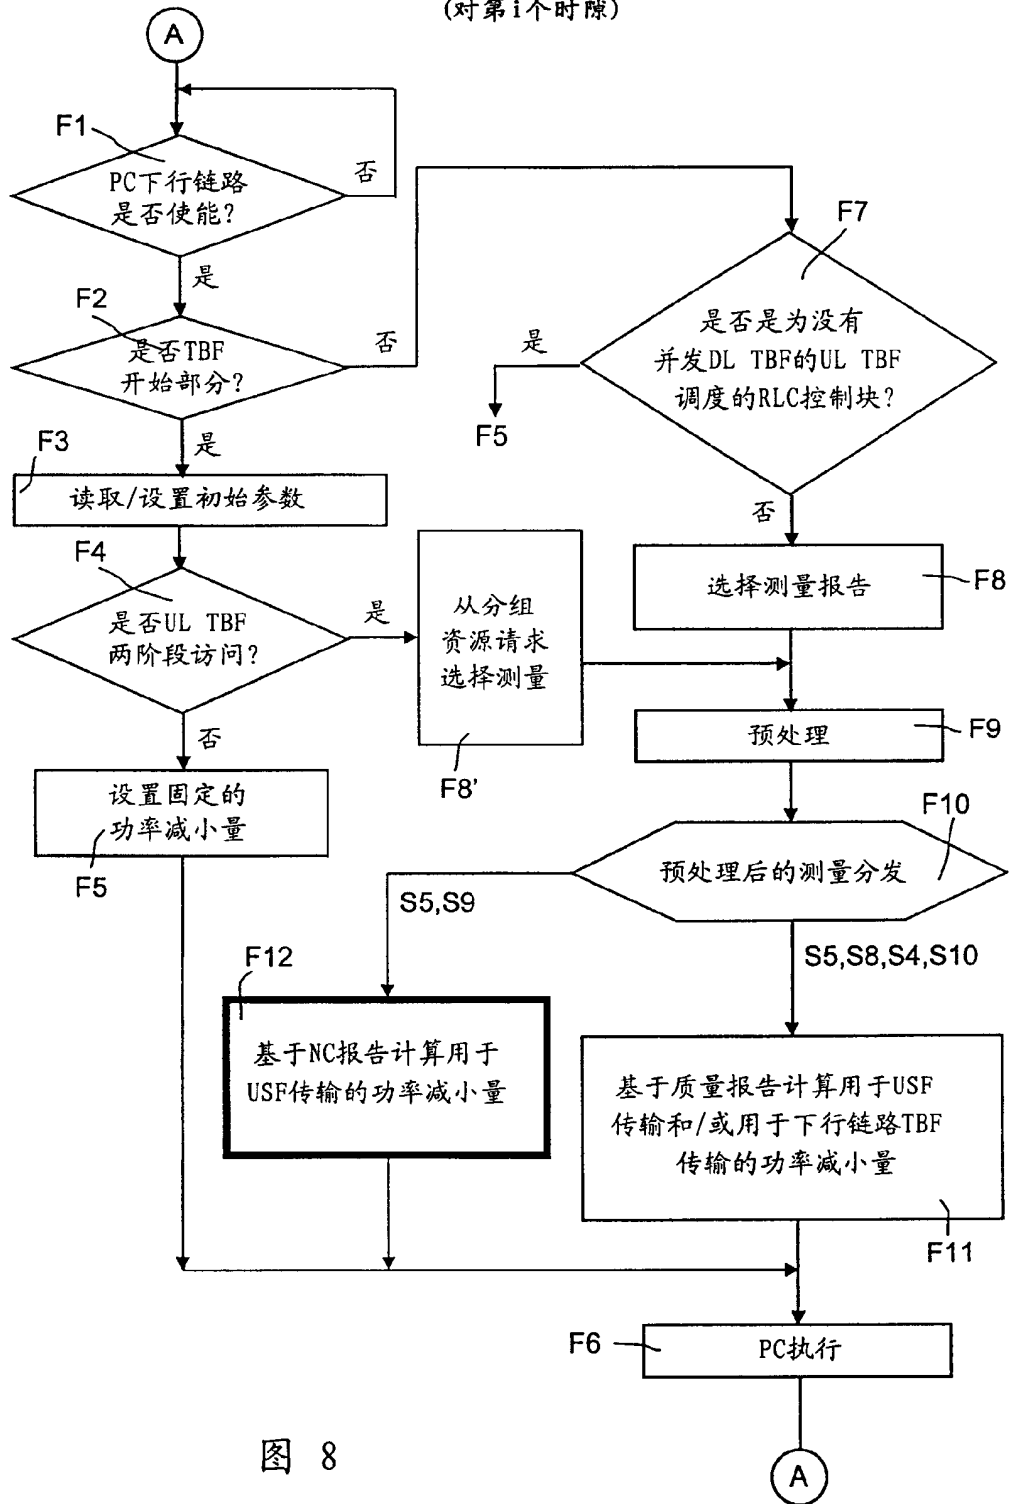 (对第i个时隙)
A
F1
PC下行链路
是否使能?
否
是
F2
是否TBF
开始部分?
否
是
F3
读取/设置初始参数
F4
是否UL TBF
两阶段访问?
是
否
从分组
资源请求
选择测量
F8'
设置固定的
功率减小量
F5
F7
是否是为没有
并发DL TBF的UL TBF
调度的RLC控制块?
是
F5
否
选择测量报告
F8
预处理
F9
F10
预处理后的测量分发
S5,S9
S5,S8,S4,S10
F12
基于NC报告计算用于
USF传输的功率减小量
基于质量报告计算用于USF
传输和/或用于下行链路TBF
传输的功率减小量
F11
F6
PC执行
A
图 8